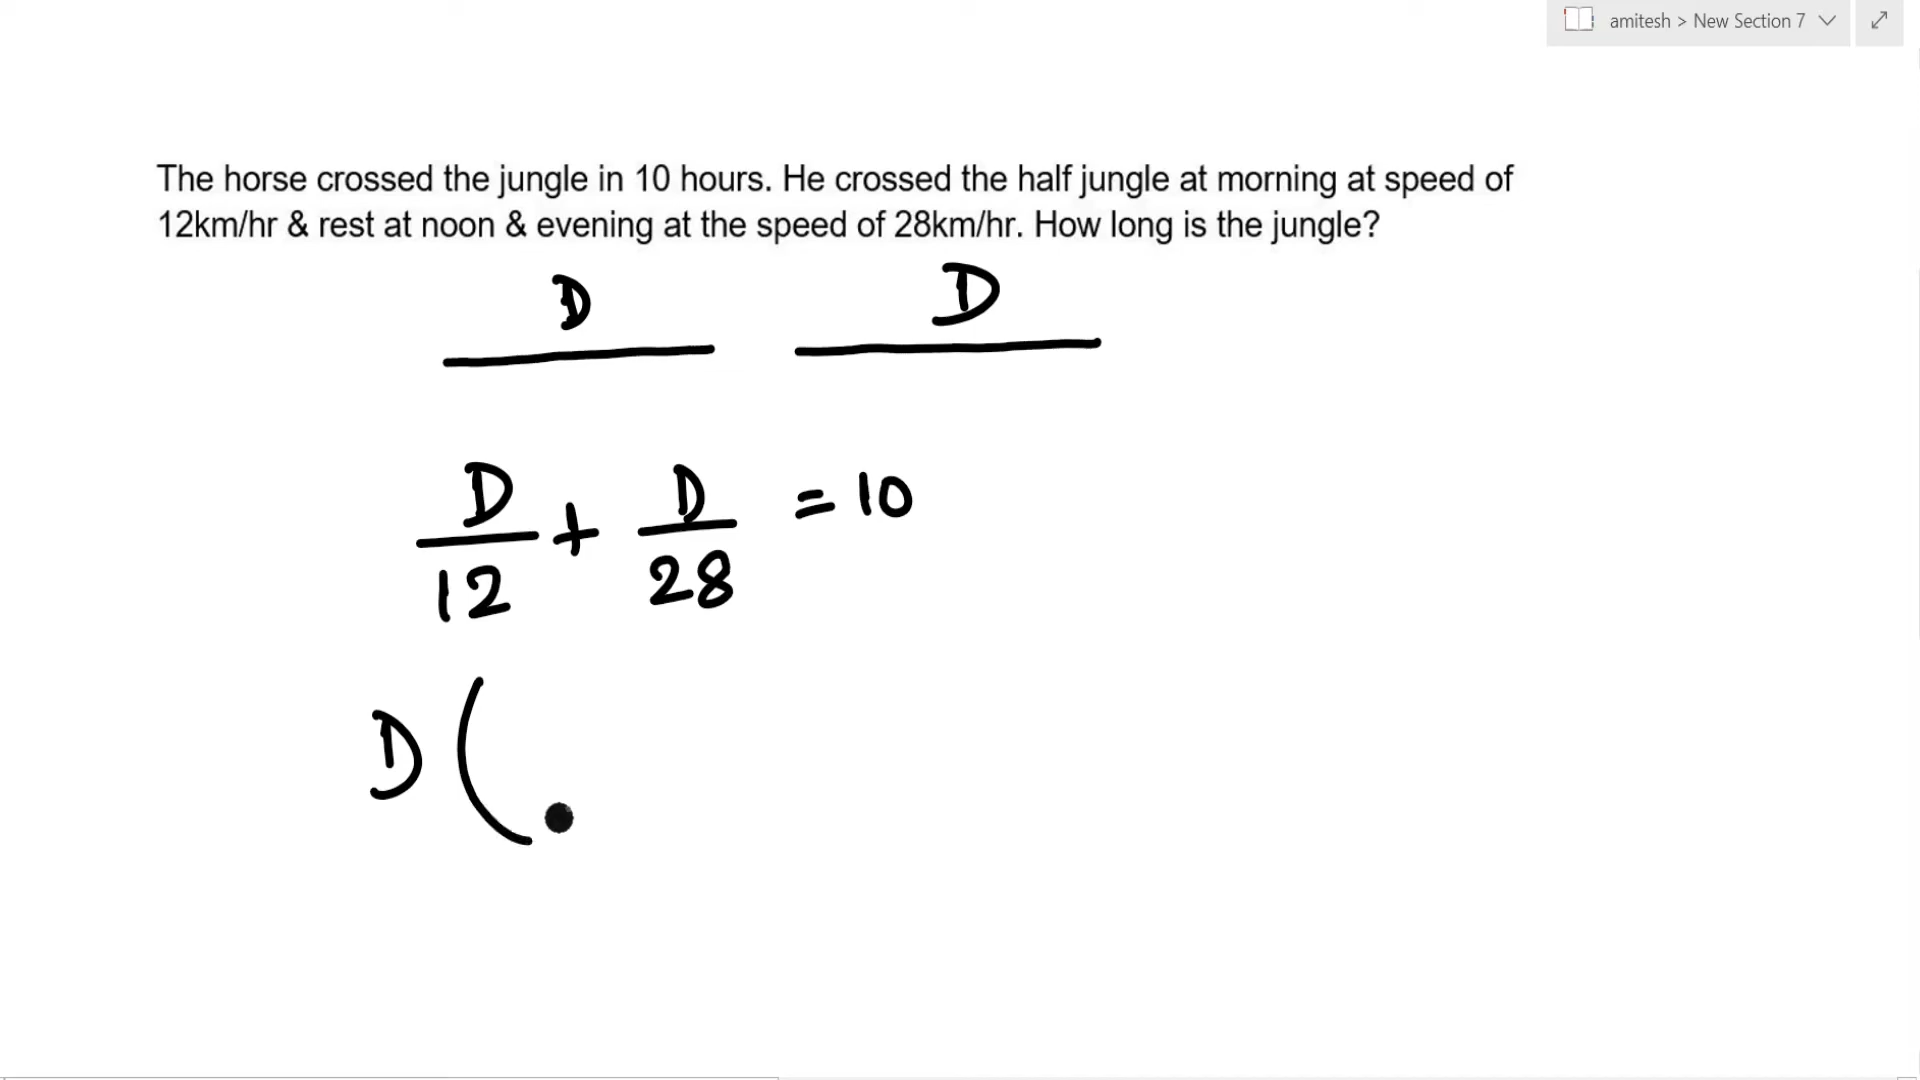 amitesh > New Section 7
The horse crossed the jungle in 10 hours. He crossed the half jungle at morning at speed of
12km/hr & rest at noon & evening at the speed of 28km/hr. How long is the jungle?
D D
D/12 + D/28 = 10
D (